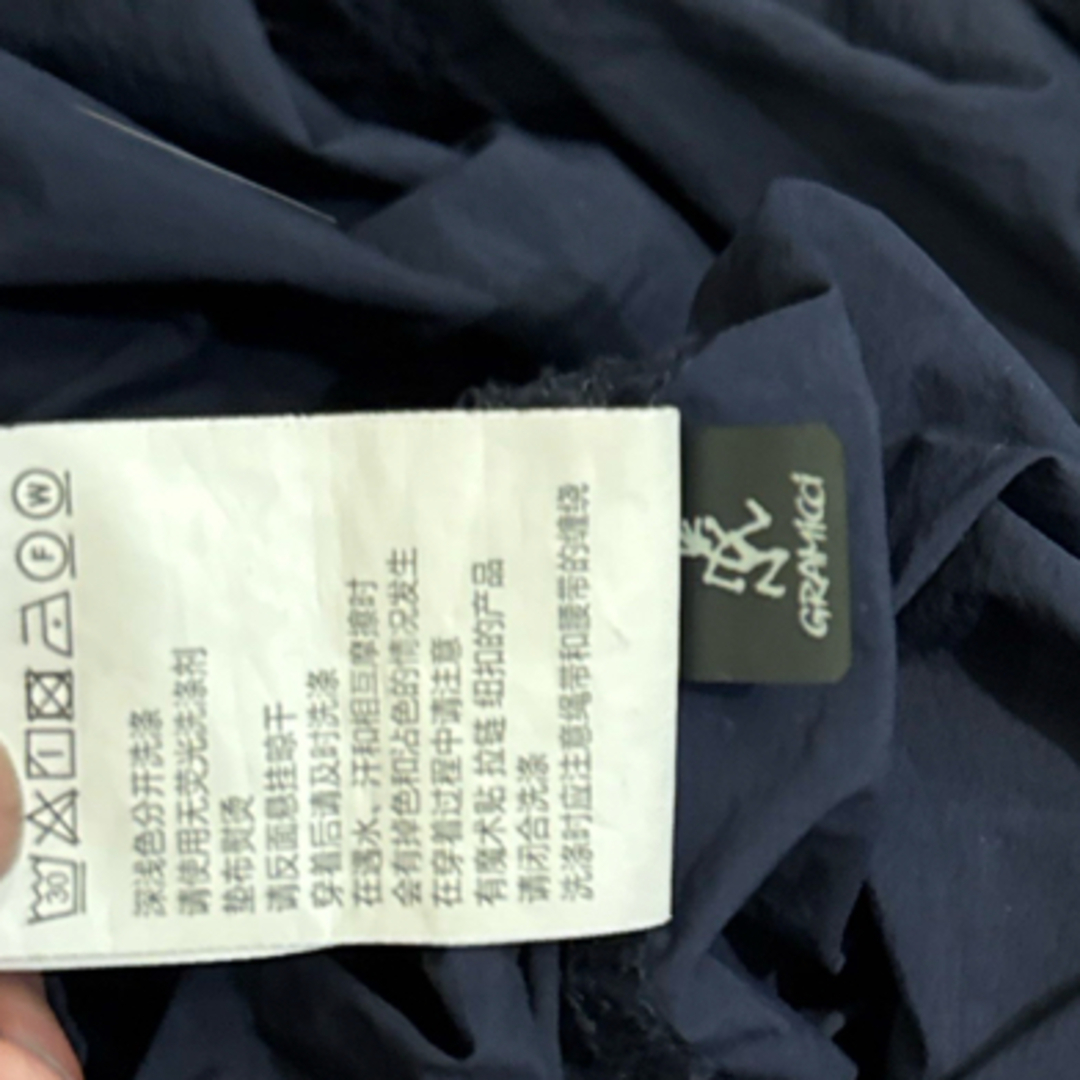 30
F
W
深浅色分开洗涤
请使用无荧光洗涤剂
垫布熨烫
请反面悬挂晾干
穿着后请及时洗涤
在遇水、汗和相互摩擦时
会有掉色和沾色的情况发生
在穿着过程中请注意
有魔术贴 拉链 纽扣的产品
请闭合洗涤
洗涤时应注意绳带和腰带的缠绕
GRAMICCI